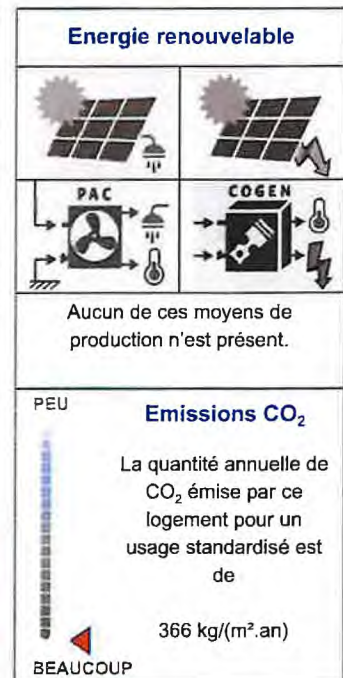 Energie renouvelable
PAC
COGEN
Aucun de ces moyens de
production n'est présent.
PEU
Emissions CO₂
La quantité annuelle de
CO₂ émise par ce
logement pour un
usage standardisé est
de
366 kg/(m².an)
BEAUCOUP